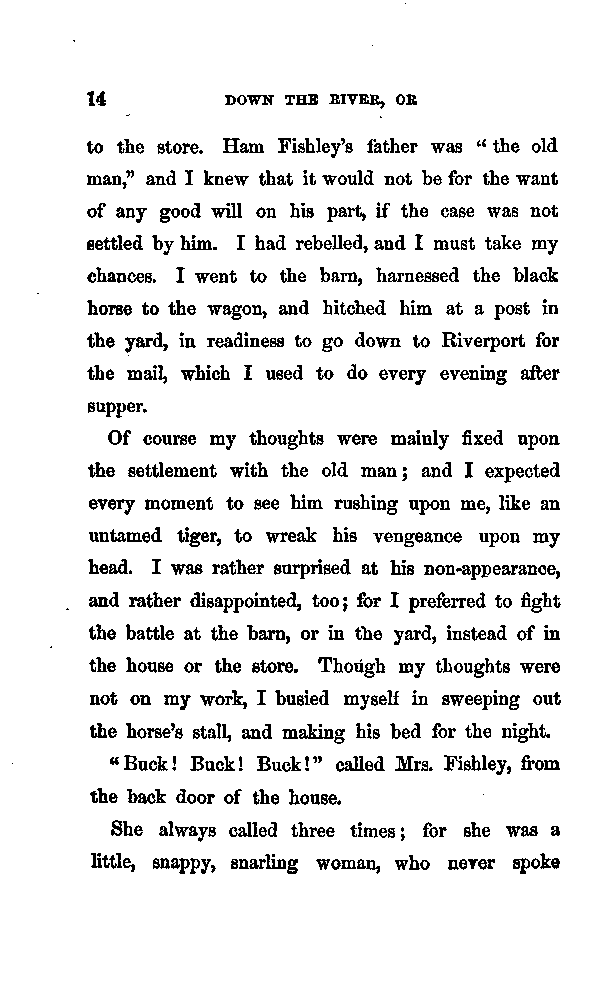 14 DOWN THE RIVER, OR
to the store. Ham Fishley's father was “ the old
man,” and I knew that it would not be for the want
of any good will on his part, if the case was not
settled by him. I had rebelled, and I must take my
chances. I went to the barn, harnessed the black
horse to the wagon, and hitched him at a post in
the yard, in readiness to go down to Riverport for
the mail, which I used to do every evening after
supper.
Of course my thoughts were mainly fixed upon
the settlement with the old man; and I expected
every moment to see him rushing upon me, like an
untamed tiger, to wreak his vengeance upon my
head. I was rather surprised at his non-appearance,
and rather disappointed, too; for I preferred to fight
the battle at the barn, or in the yard, instead of in
the house or the store. Though my thoughts were
not on my work, I busied myself in sweeping out
the horse's stall, and making his bed for the night.
“Buck! Buck! Buck!” called Mrs. Fishley, from
the back door of the house.
She always called three times; for she was a
little, snappy, snarling woman, who never spoke